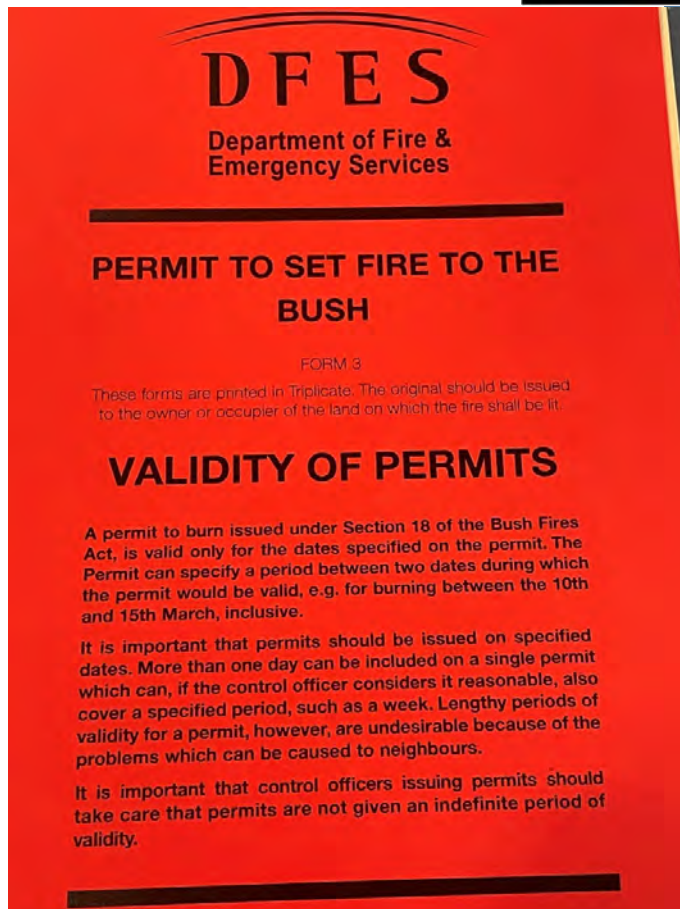 DFES
Department of Fire &
Emergency Services
PERMIT TO SET FIRE TO THE
BUSH
FORM 3
These forms are printed in Triplicate. The original should be issued
to the owner or occupier of the land on which the fire shall be lit.
VALIDITY OF PERMITS
A permit to burn issued under Section 18 of the Bush Fires
Act, is valid only for the dates specified on the permit. The
Permit can specify a period between two dates during which
the permit would be valid, e.g. for burning between the 10th
and 15th March, inclusive.
It is important that permits should be issued on specified
dates. More than one day can be included on a single permit
which can, if the control officer considers it reasonable, also
cover a specified period, such as a week. Lengthy periods of
validity for a permit, however, are undesirable because of the
problems which can be caused to neighbours.
It is important that control officers issuing permits should
take care that permits are not given an indefinite period of
validity.